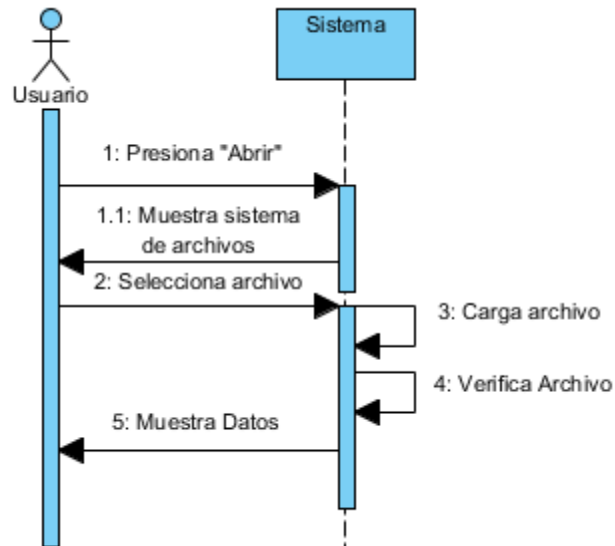 Sistema
Usuario
1: Presiona "Abrir"
1.1: Muestra sistema
de archivos
2: Selecciona archivo
3: Carga archivo
4: Verifica Archivo
5: Muestra Datos